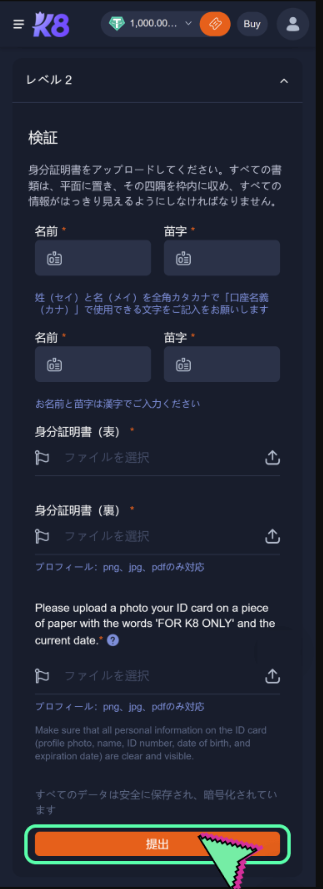 K8
1,000.00...
Buy
レベル 2
検証
身分証明書をアップロードしてください。すべての書
類は、平面に置き、その四隅を枠内に収め、すべての
情報がはっきり見えるようにしなければなりません。
名前 * 苗字 *
姓（セイ）と名（メイ）を全角カタカナで「口座名義
（カナ）」で使用できる文字をご記入をお願いします
名前 * 苗字 *
お名前と苗字は漢字でご入力ください
身分証明書（表） *
ファイルを選択
身分証明書（裏） *
ファイルを選択
プロフィール: png、jpg、pdfのみ対応
Please upload a photo your ID card on a piece
of paper with the words 'FOR K8 ONLY' and the
current date.* ?
ファイルを選択
プロフィール: png、jpg、pdfのみ対応
Make sure that all personal information on the ID card
(profile photo, name, ID number, date of birth, and
expiration date) are clear and visible.
すべてのデータは安全に保存され、暗号化されてい
ます
提出